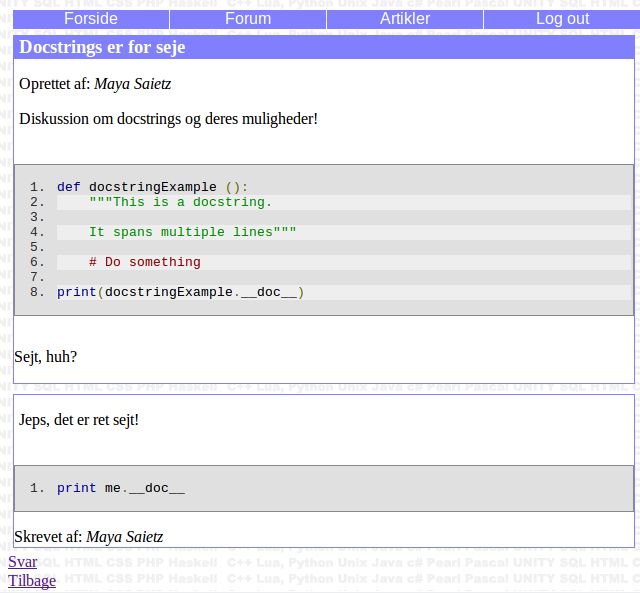 Forside Forum Artikler Log out
Docstrings er for seje
Oprettet af: Maya Saietz
Diskussion om docstrings og deres muligheder!
1. def docstringExample ():
2. """This is a docstring.
3.
4. It spans multiple lines"""
5.
6. # Do something
7.
8. print(docstringExample.__doc__)
Sejt, huh?
Jeps, det er ret sejt!
1. print me.__doc__
Skrevet af: Maya Saietz
Svar
Tilbage